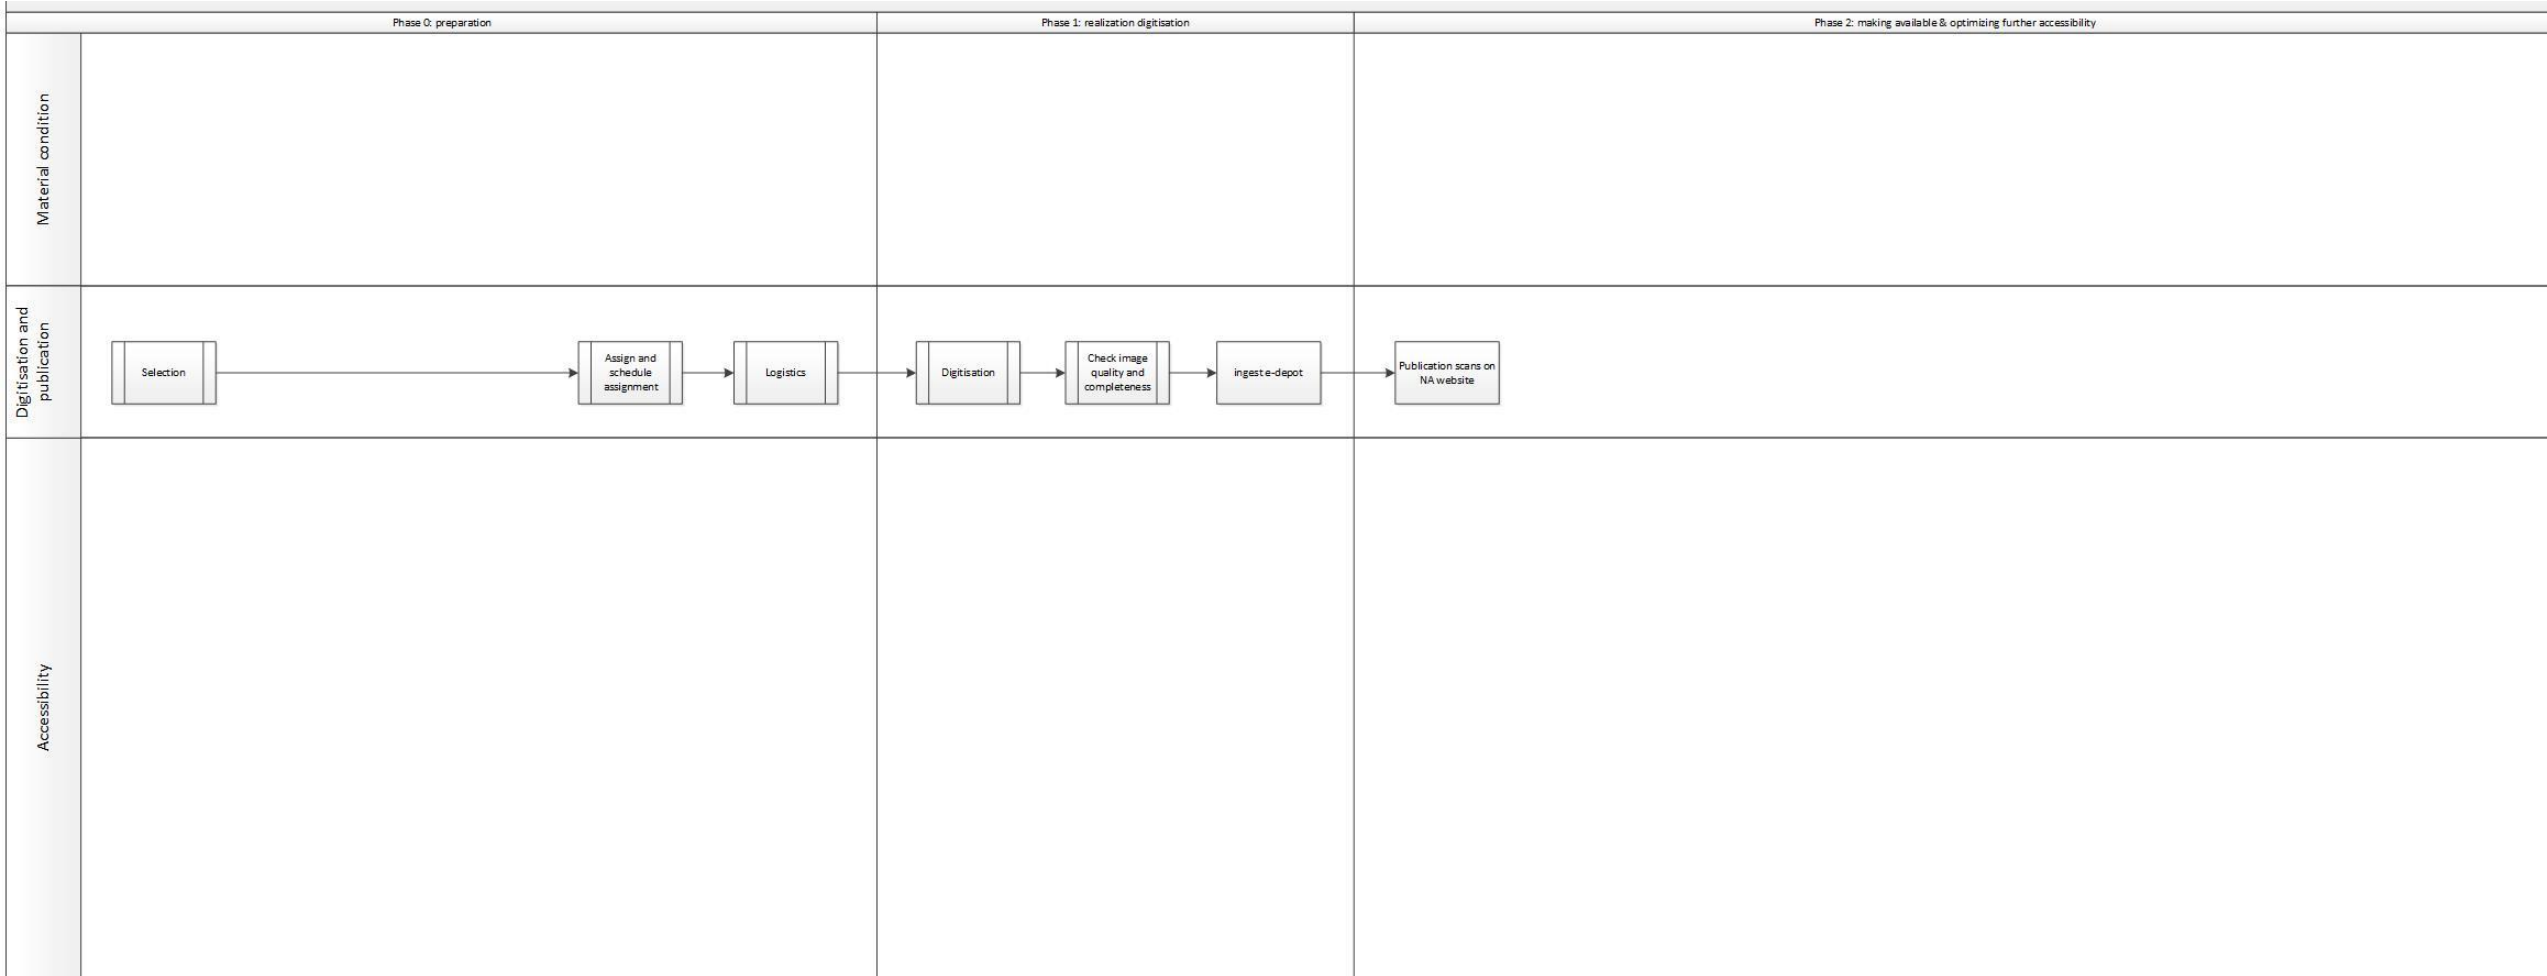 Phase 0: preparation
Phase 1: realization digitisation
Phase 2: making available & optimizing further accessibility
Material condition
Digitisation and
publication
Selection
Assign and
schedule
assignment
Logistics
Digitisation
Check image
quality and
completeness
ingest e-depot
Publication scans on
NA website
Accessibility